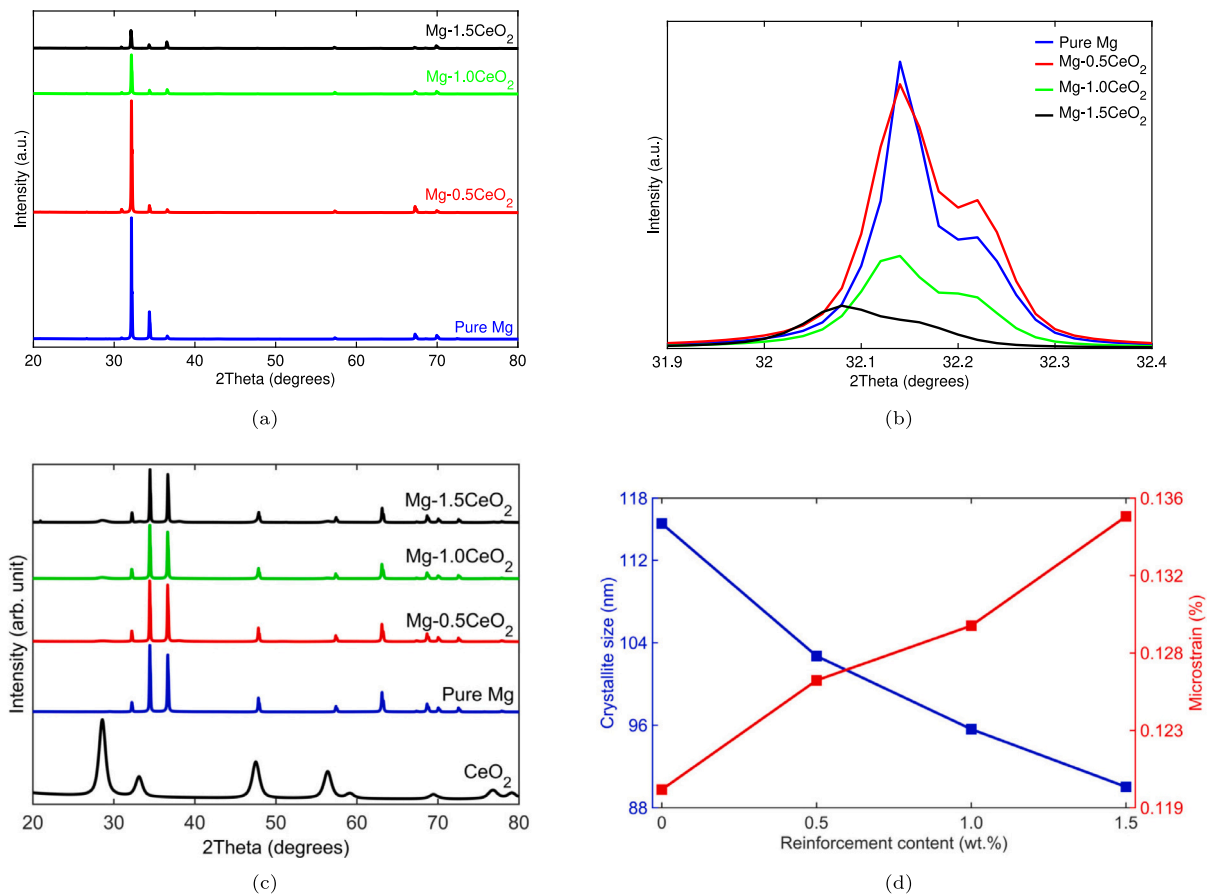 Mg-1.5CeO2
Mg-1.0CeO2
Mg-0.5CeO2
Pure Mg
Intensity (a.u.)
20 30 40 50 60 70 80
2Theta (degrees)
(a)
Pure Mg
Mg-0.5CeO2
Mg-1.0CeO2
Mg-1.5CeO2
Intensity (a.u.)
31.9 32 32.1 32.2 32.3 32.4
2Theta (degrees)
(b)
Mg-1.5CeO2
Mg-1.0CeO2
Mg-0.5CeO2
Pure Mg
CeO2
Intensity (arb. unit)
20 30 40 50 60 70 80
2Theta (degrees)
(c)
118
112
104
96
88
Crystallite size (nm)
0.136
0.132
0.128
0.123
0.119
Microstrain (%)
0 0.5 1.0 1.5
Reinforcement content (wt.%)
(d)